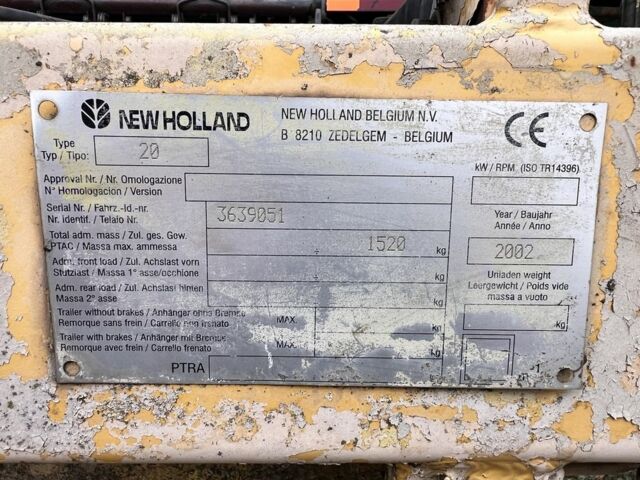 NEW HOLLAND
NEW HOLLAND BELGIUM N.V.
B 8210 ZEDELGEM - BELGIUM
CE
Type
Typ / Tipo:
20
kW / RPM, (ISO TR14396)
Approval Nr. / Nr. Omologazione
N° Homologacion / Version
Serial Nr / Fahrz.-Id.-nr.
Nr. identif. / Telaio Nr.
3639051
Year / Baujahr
Année / Anno
Total adm. mass / Zul. ges. Gew.
PTAC / Massa max. ammessa
1520 kg
2002
Adm. front load / Zul. Achslast vorn
Stutzlast / Massa 1° asse/occhione
kg
Unladen weight
Leergewicht / Poids vide
massa a vuoto
Adm. rear load / Zul. Achslast hinten
Massa 2° asse
kg
Trailer without brakes / Anhänger ohne Bremse
Remorque sans frein / Carrello non frenato
MAX.
kg
kg
Trailer with brakes / Anhänger mit Bremse
Remorque avec frein / Carrello frenato
MAX.
kg
PTRA